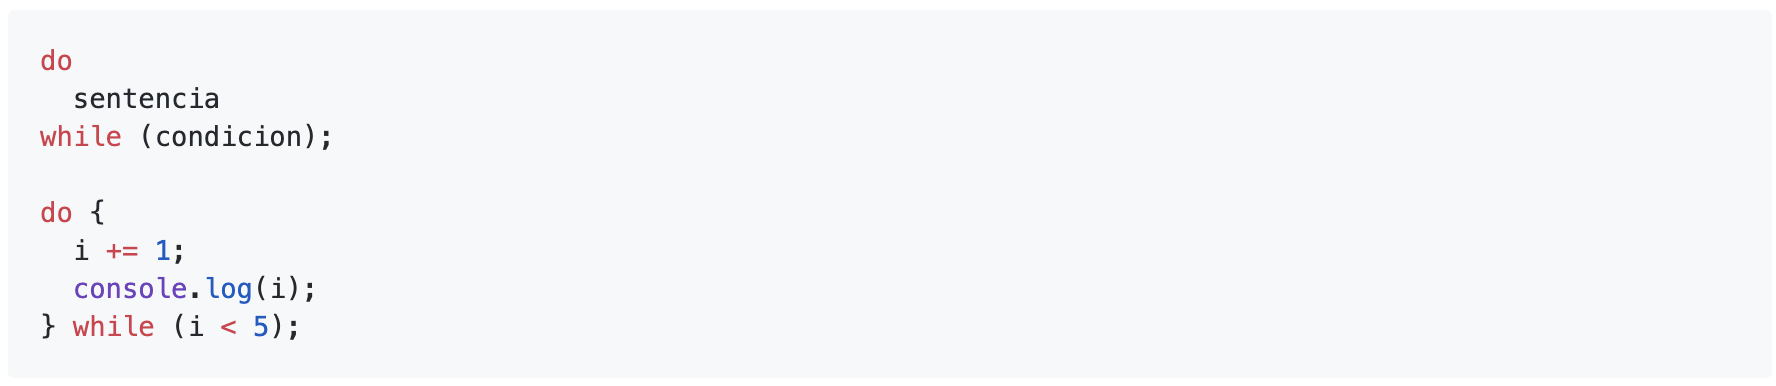 do
  sentencia
while (condicion);

do {
  i += 1;
  console.log(i);
} while (i < 5);